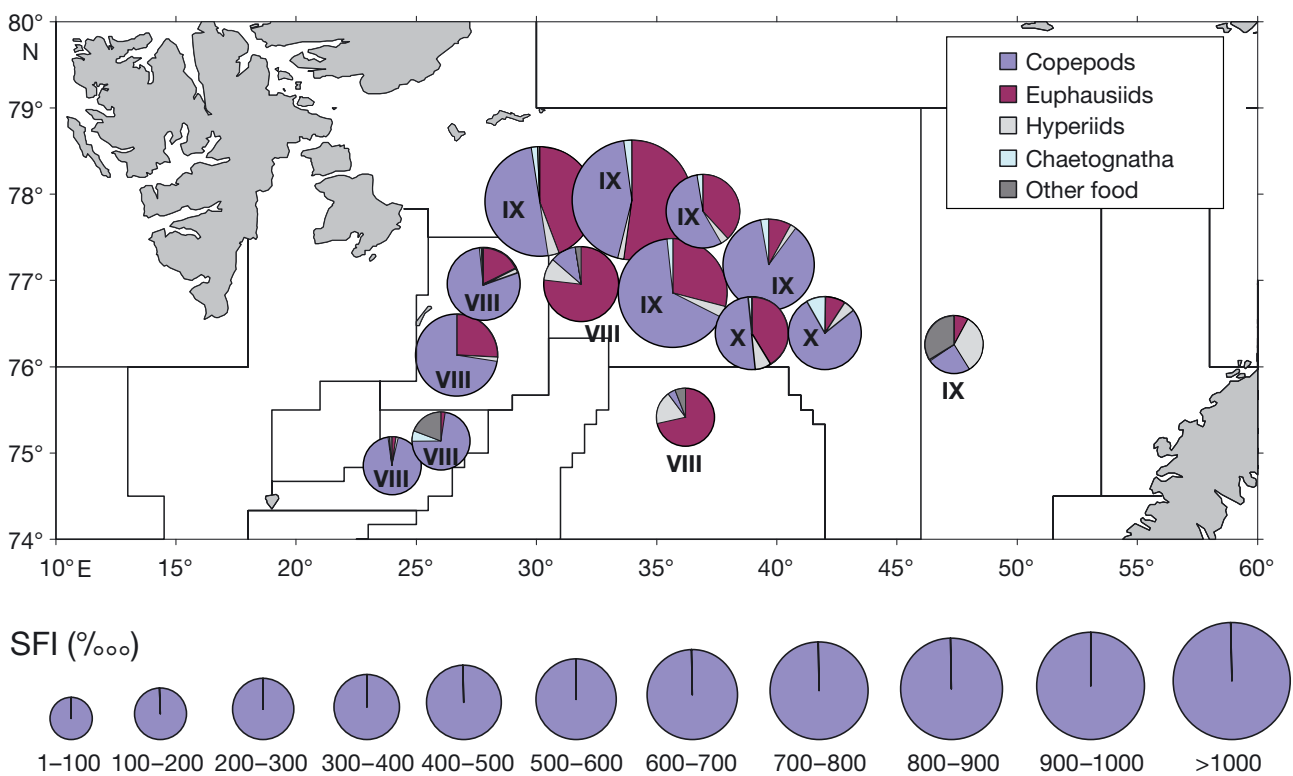 80°
N
79°
78°
77°
76°
75°
74°
Copepods
Euphausiids
Hyperiids
Chaetognatha
Other food
IX
IX
IX
IX
IX
VIII
VIII
X
X
VIII
IX
VIII
VIII
VIII
VIII
10° E 15° 20° 25° 30° 35° 40° 45° 50° 55° 60°
SFI (%ooo)
1–100 100–200 200–300 300–400 400–500 500–600 600–700 700–800 800–900 900–1000 >1000